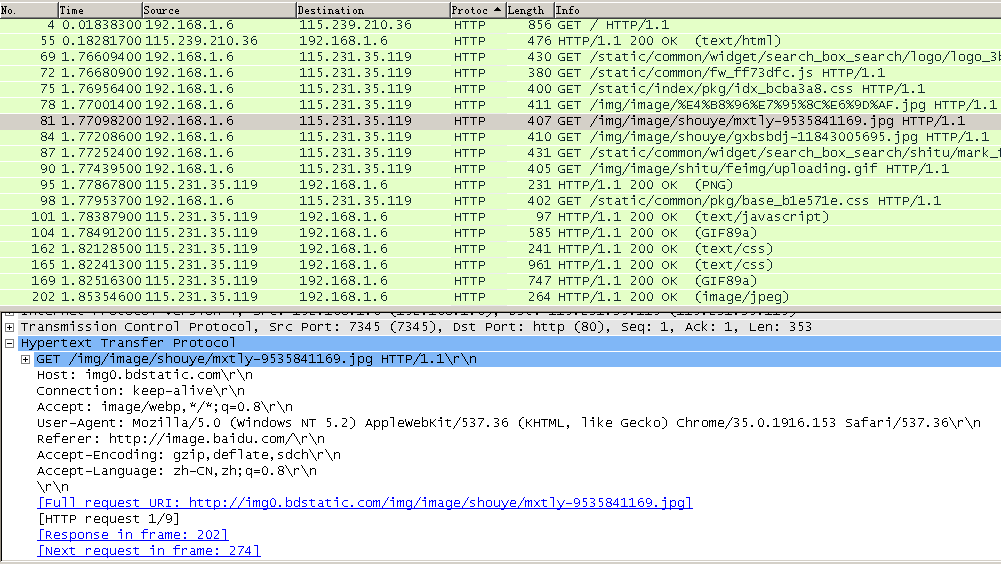 No. Time Source Destination Protoc Length Info
4 0.01838300 192.168.1.6 115.239.210.36 HTTP 856 GET / HTTP/1.1
55 0.18281700 115.239.210.36 192.168.1.6 HTTP 476 HTTP/1.1 200 OK (text/html)
69 1.76609400 192.168.1.6 115.231.35.119 HTTP 430 GET /static/common/widget/search_box_search/logo/logo_3b
72 1.76680900 192.168.1.6 115.231.35.119 HTTP 380 GET /static/common/fw_ff73dfc.js HTTP/1.1
75 1.76956400 192.168.1.6 115.231.35.119 HTTP 400 GET /static/index/pkg/idx_bcba3a8.css HTTP/1.1
78 1.77001400 192.168.1.6 115.231.35.119 HTTP 411 GET /img/image/%E4%B8%96%E7%95%8C%E6%9D%AF.jpg HTTP/1.1
81 1.77098200 192.168.1.6 115.231.35.119 HTTP 407 GET /img/image/shouye/mxtly-9535841169.jpg HTTP/1.1
84 1.77208600 192.168.1.6 115.231.35.119 HTTP 410 GET /img/image/shouye/gxbsbdj-11843005695.jpg HTTP/1.1
87 1.77252400 192.168.1.6 115.231.35.119 HTTP 431 GET /static/common/widget/search_box_search/shitu/mark_
90 1.77439500 192.168.1.6 115.231.35.119 HTTP 405 GET /img/image/shitu/feimg/uploading.gif HTTP/1.1
95 1.77867800 115.231.35.119 192.168.1.6 HTTP 231 HTTP/1.1 200 OK (PNG)
98 1.77953700 192.168.1.6 115.231.35.119 HTTP 402 GET /static/common/pkg/base_b1e571e.css HTTP/1.1
101 1.78387900 115.231.35.119 192.168.1.6 HTTP 97 HTTP/1.1 200 OK (text/javascript)
104 1.78491200 115.231.35.119 192.168.1.6 HTTP 585 HTTP/1.1 200 OK (GIF89a)
162 1.82128500 115.231.35.119 192.168.1.6 HTTP 241 HTTP/1.1 200 OK (text/css)
165 1.82241300 115.231.35.119 192.168.1.6 HTTP 961 HTTP/1.1 200 OK (text/css)
169 1.82516300 115.231.35.119 192.168.1.6 HTTP 747 HTTP/1.1 200 OK (GIF89a)
202 1.85354600 115.231.35.119 192.168.1.6 HTTP 264 HTTP/1.1 200 OK (image/jpeg)
Transmission Control Protocol, Src Port: 7345 (7345), Dst Port: http (80), Seq: 1, Ack: 1, Len: 353
Hypertext Transfer Protocol
GET /img/image/shouye/mxtly-9535841169.jpg HTTP/1.1\r\n
Host: img0.bdstatic.com\r\n
Connection: keep-alive\r\n
Accept: image/webp,*/*;q=0.8\r\n
User-Agent: Mozilla/5.0 (Windows NT 5.2) AppleWebKit/537.36 (KHTML, like Gecko) Chrome/35.0.1916.153 Safari/537.36\r\n
Referer: http://image.baidu.com/\r\n
Accept-Encoding: gzip,deflate,sdch\r\n
Accept-Language: zh-CN,zh;q=0.8\r\n
\r\n
[Full request URI: http://img0.bdstatic.com/img/image/shouye/mxtly-9535841169.jpg]
[HTTP request 1/9]
[Response in frame: 202]
[Next request in frame: 274]